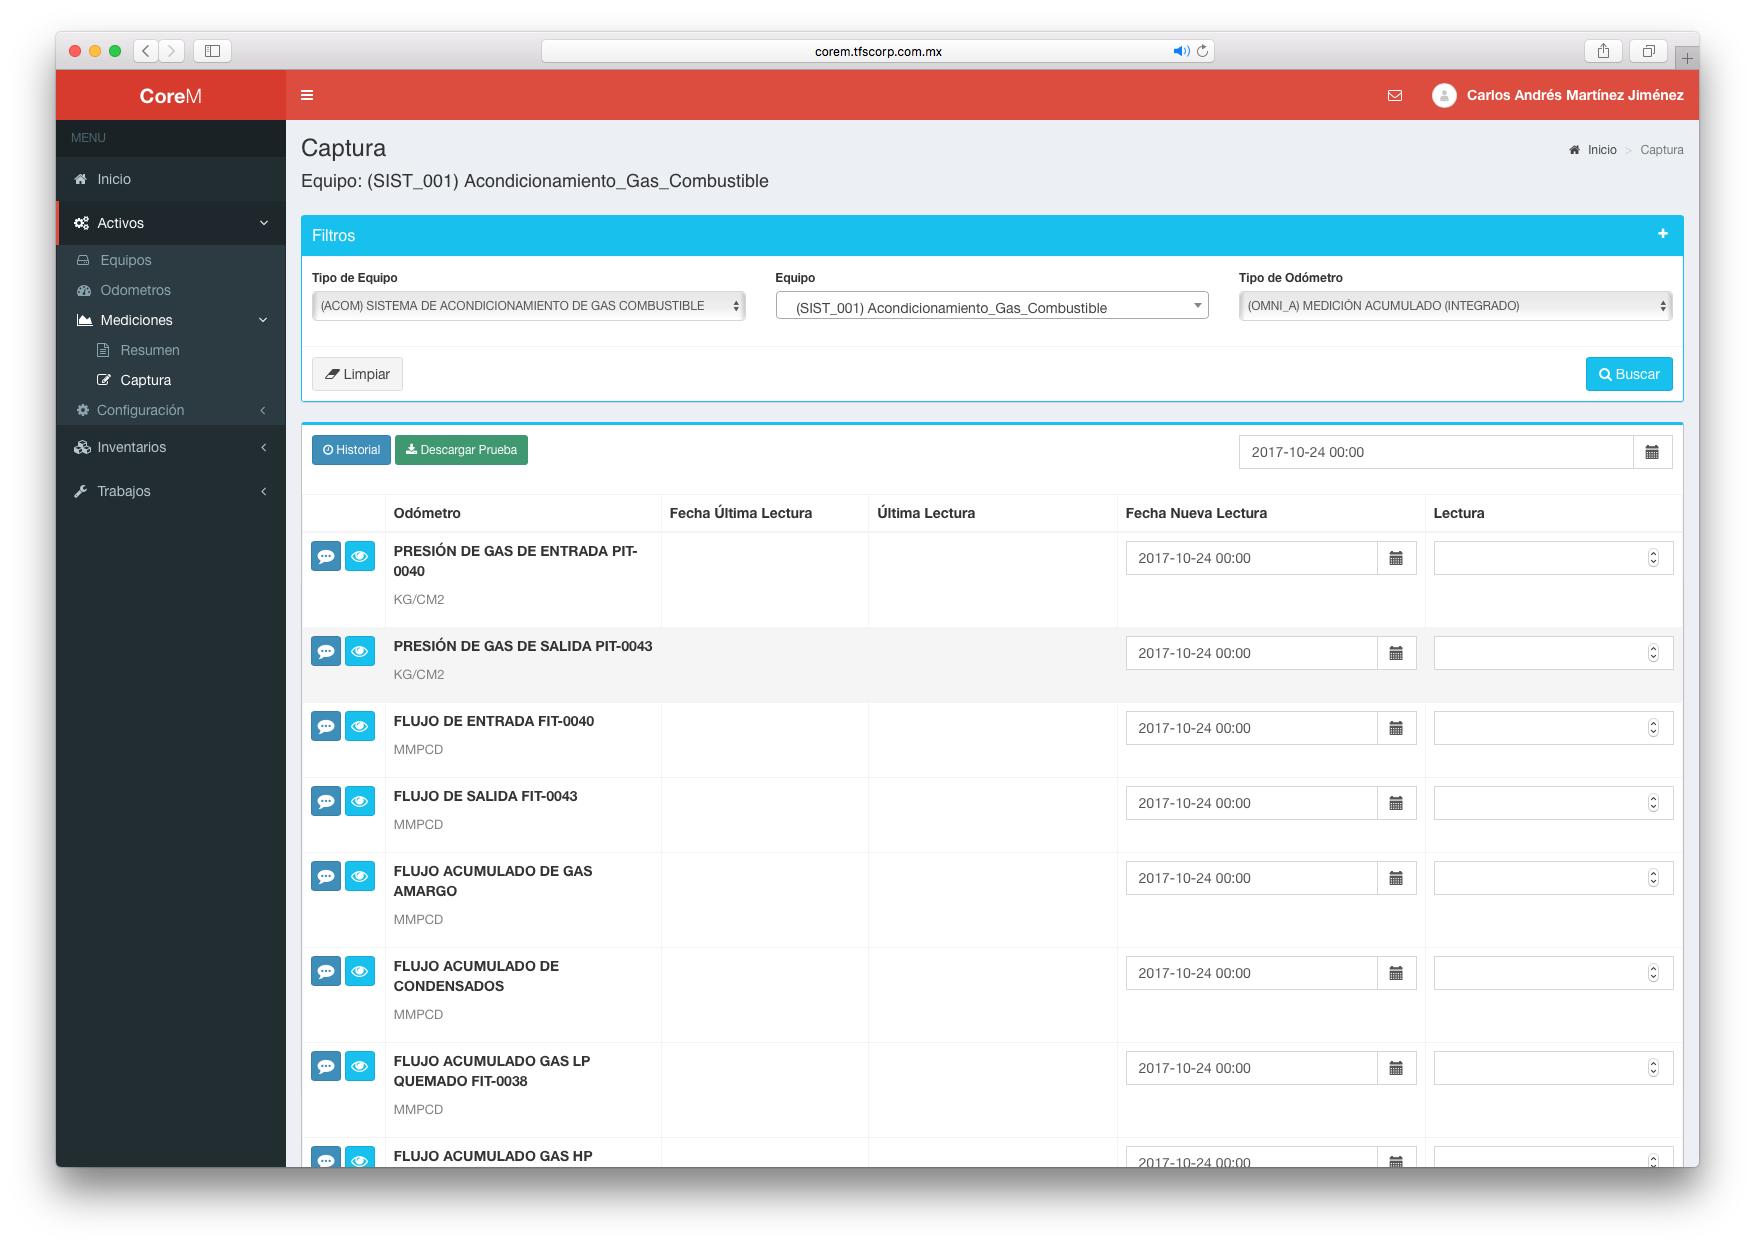 corem.tfscorp.com.mx
CoreM
Carlos Andrés Martínez Jiménez
MENU
Inicio
Activos
Equipos
Odometros
Mediciones
Resumen
Captura
Configuración
Inventarios
Trabajos
Captura
Inicio > Captura
Equipo: (SIST_001) Acondicionamiento_Gas_Combustible
Filtros
Tipo de Equipo
Equipo
Tipo de Odómetro
(ACOM) SISTEMA DE ACONDICIONAMIENTO DE GAS COMBUSTIBLE
(SIST_001) Acondicionamiento_Gas_Combustible
(OMNI_A) MEDICIÓN ACUMULADO (INTEGRADO)
Limpiar
Buscar
Historial
Descargar Prueba
2017-10-24 00:00
Odómetro
Fecha Última Lectura
Última Lectura
Fecha Nueva Lectura
Lectura
PRESIÓN DE GAS DE ENTRADA PIT-
0040
KG/CM2
2017-10-24 00:00
PRESIÓN DE GAS DE SALIDA PIT-0043
KG/CM2
2017-10-24 00:00
FLUJO DE ENTRADA FIT-0040
MMPCD
2017-10-24 00:00
FLUJO DE SALIDA FIT-0043
MMPCD
2017-10-24 00:00
FLUJO ACUMULADO DE GAS
AMARGO
MMPCD
2017-10-24 00:00
FLUJO ACUMULADO DE
CONDENSADOS
MMPCD
2017-10-24 00:00
FLUJO ACUMULADO GAS LP
QUEMADO FIT-0038
MMPCD
2017-10-24 00:00
FLUJO ACUMULADO GAS HP
2017-10-24 00:00